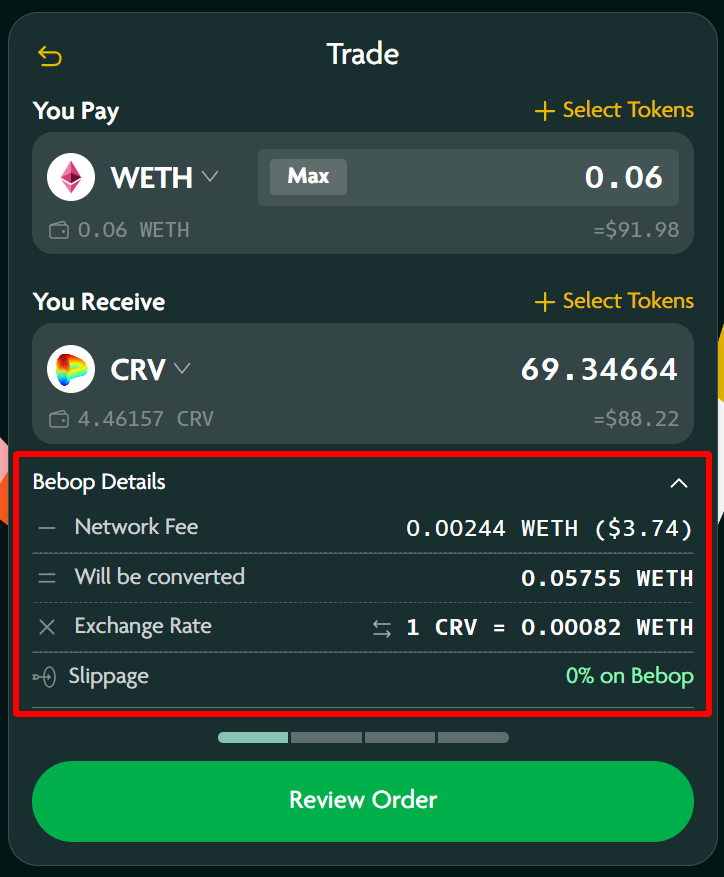 Trade
You Pay
+ Select Tokens
WETH
Max
0.06
0.06 WETH
=$91.98
You Receive
+ Select Tokens
CRV
69.34664
4.46157 CRV
=$88.22
Bebop Details
Network Fee
0.00244 WETH ($3.74)
Will be converted
0.05755 WETH
Exchange Rate
1 CRV = 0.00082 WETH
Slippage
0% on Bebop
Review Order